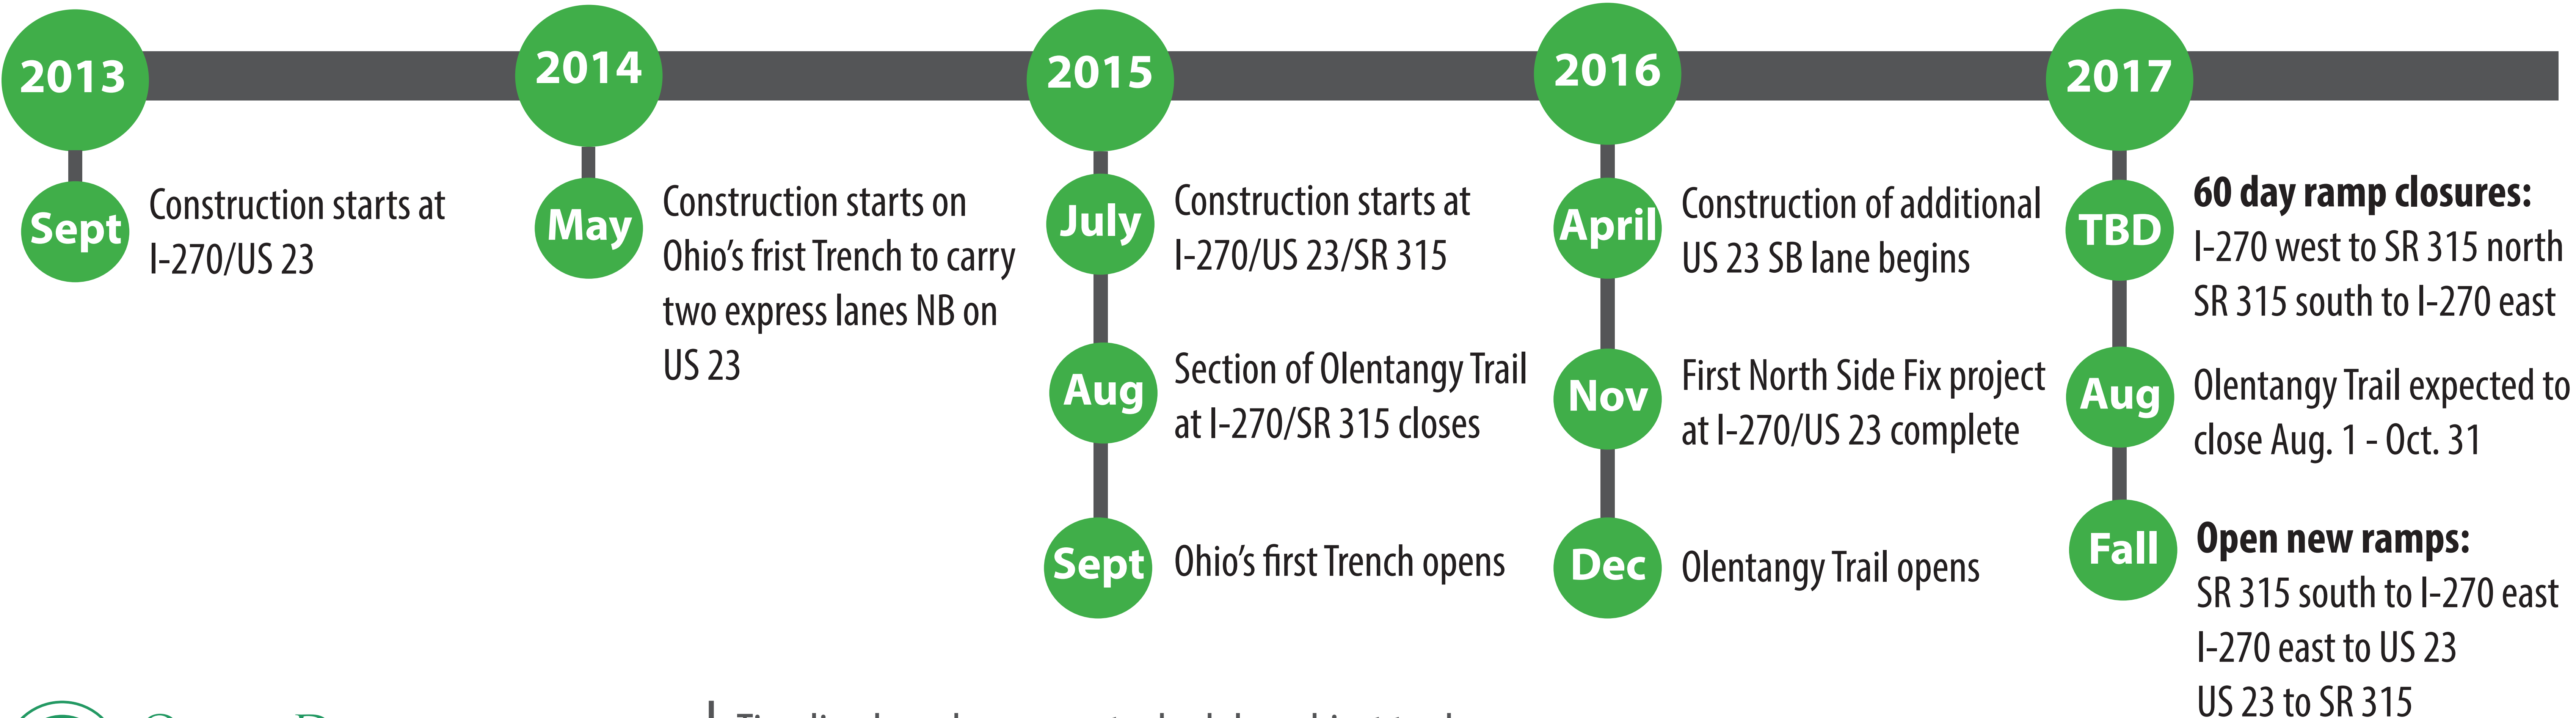 2013
2014
2015
2016
2017
Sept
Construction starts at
I-270/US 23
May
Construction starts on
Ohio’s frist Trench to carry
two express lanes NB on
US 23
July
Construction starts at
I-270/US 23/SR 315
Aug
Section of Olentangy Trail
at I-270/SR 315 closes
Sept
Ohio’s first Trench opens
April
Construction of additional
US 23 SB lane begins
Nov
First North Side Fix project
at I-270/US 23 complete
Dec
Olentangy Trail opens
TBD
60 day ramp closures:
I-270 west to SR 315 north
SR 315 south to I-270 east
Aug
Olentangy Trail expected to
close Aug. 1 - Oct. 31
Fall
Open new ramps:
SR 315 south to I-270 east
I-270 east to US 23
US 23 to SR 315